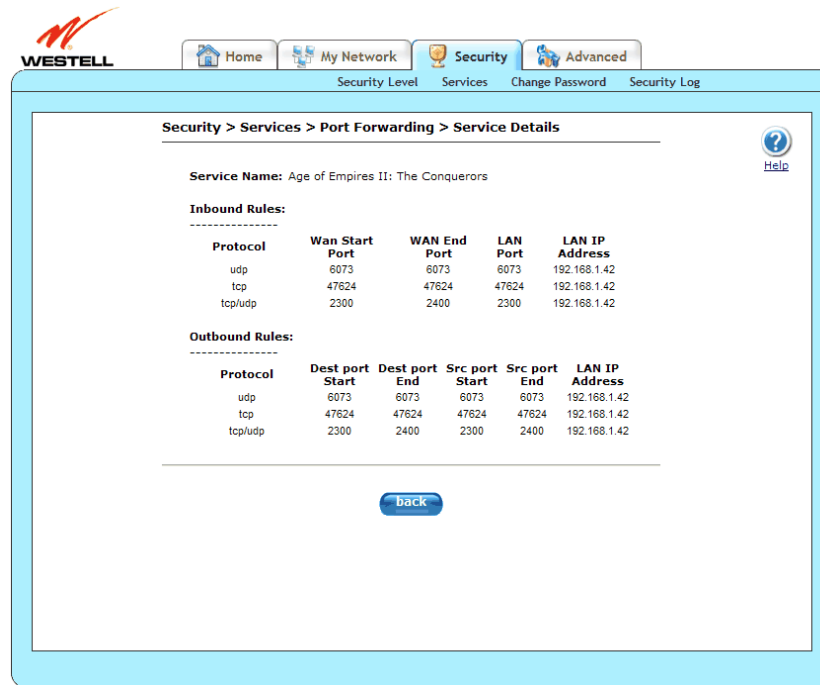 WESTELL
Home My Network Security Advanced
Security Level Services Change Password Security Log
Security > Services > Port Forwarding > Service Details
Help
Service Name: Age of Empires II: The Conquerors
Inbound Rules:
---------------
Protocol Wan Start Port WAN End Port LAN Port LAN IP Address
udp 6073 6073 6073 192.168.1.42
tcp 47624 47624 47624 192.168.1.42
tcp/udp 2300 2400 2300 192.168.1.42
Outbound Rules:
---------------
Protocol Dest port Start Dest port End Src port Start Src port End LAN IP Address
udp 6073 6073 6073 6073 192.168.1.42
tcp 47624 47624 47624 47624 192.168.1.42
tcp/udp 2300 2400 2300 2400 192.168.1.42
back